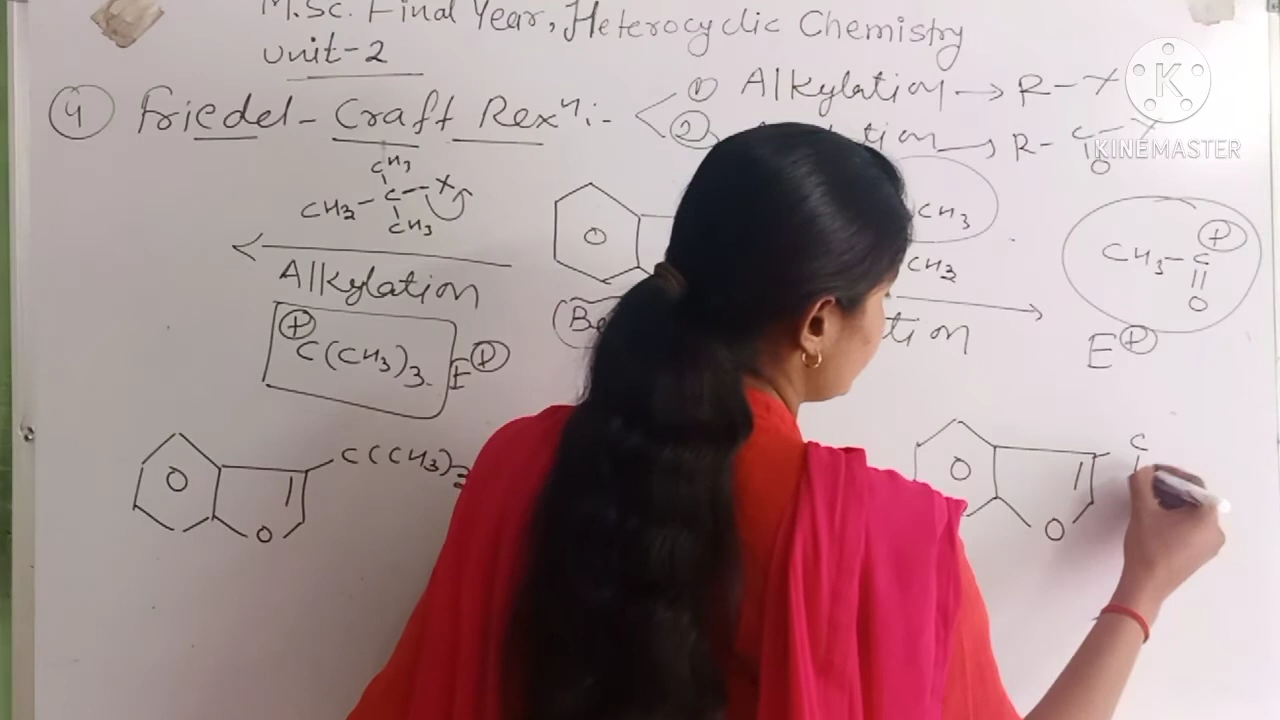 M.Sc. Final Year, Heterocyclic Chemistry
Unit-2
④ Friedel-Craft Rexⁿ:-
① Alkylation → R-X
② → R-C-X
O
K
KINEMASTER
CH3
CH3-C-X
CH3
Alkylation
⊕
C(CH3)3
E⊕
CH3
CH3
CH3-C⊕
O
E⊕
O
C(CH3)3
O
O
C
O